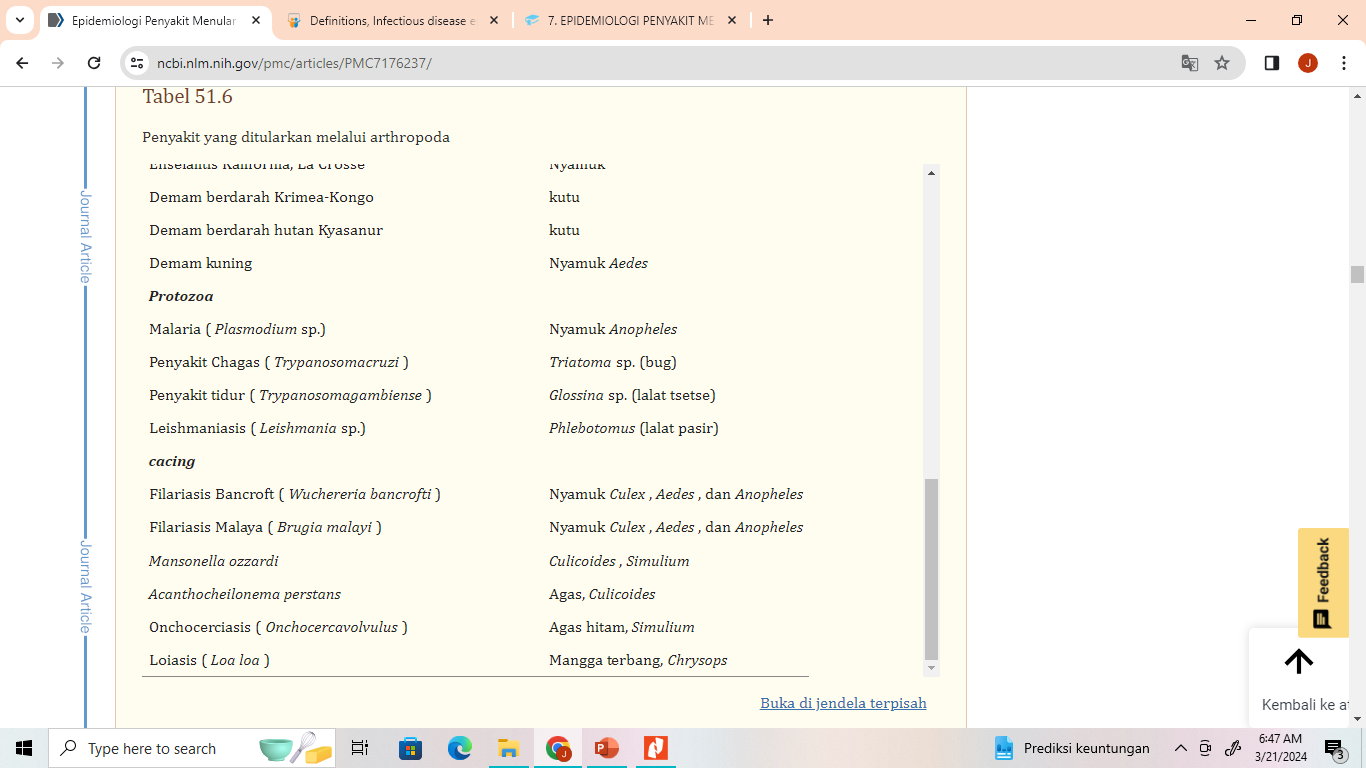 Epidemiologi Penyakit Menular
Definitions, Infectious disease e
7. EPIDEMIOLOGI PENYAKIT ME
ncbi.nlm.nih.gov/pmc/articles/PMC7176237/
J
Tabel 51.6
Penyakit yang ditularkan melalui arthropoda
Ensefalitis Kalifornia, La Crosse Nyamuk
Demam berdarah Krimea-Kongo kutu
Demam berdarah hutan Kyasanur kutu
Demam kuning Nyamuk Aedes
Protozoa
Malaria ( Plasmodium sp.) Nyamuk Anopheles
Penyakit Chagas ( Trypanosomacruzi ) Triatoma sp. (bug)
Penyakit tidur ( Trypanosomagambiense ) Glossina sp. (lalat tsetse)
Leishmaniasis ( Leishmania sp.) Phlebotomus (lalat pasir)
cacing
Filariasis Bancroft ( Wuchereria bancrofti ) Nyamuk Culex , Aedes , dan Anopheles
Filariasis Malaya ( Brugia malayi ) Nyamuk Culex , Aedes , dan Anopheles
Mansonella ozzardi Culicoides , Simulium
Acanthocheilonema perstans Agas, Culicoides
Onchocerciasis ( Onchocercavolvulus ) Agas hitam, Simulium
Loiasis ( Loa loa ) Mangga terbang, Chrysops
Buka di jendela terpisah
Journal Article
Journal Article
Feedback
Kembali ke at
Type here to search
Prediksi keuntungan
6:47 AM
3/21/2024
3